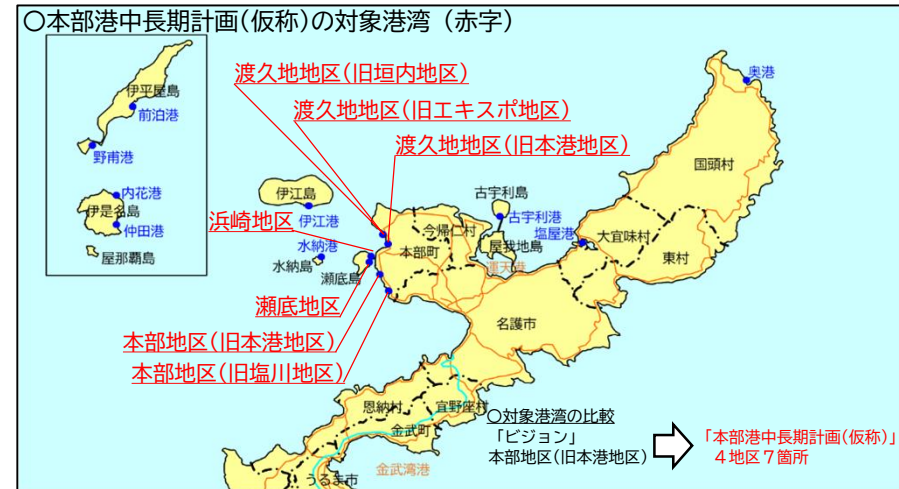 〇本部港中長期計画(仮称)の対象港湾（赤字）
渡久地地区(旧垣内地区)
渡久地地区(旧エキスポ地区)
渡久地地区(旧本港地区)
浜崎地区
瀬底地区
本部地区(旧本港地区)
本部地区(旧塩川地区)
伊平屋島
前泊港
野甫港
内花港
伊是名島
仲田港
屋那覇島
伊江島
伊江港
水納港
水納島
瀬底島
本部町
今帰仁村
古宇利島
古宇利港
屋我地島
運天港
塩屋港
大宜味村
国頭村
奥港
東村
名護市
恩納村
宜野座村
金武町
金武湾港
うるま市
〇対象港湾の比較
「ビジョン」
本部地区(旧本港地区)
「本部港中長期計画(仮称)」
４地区７箇所